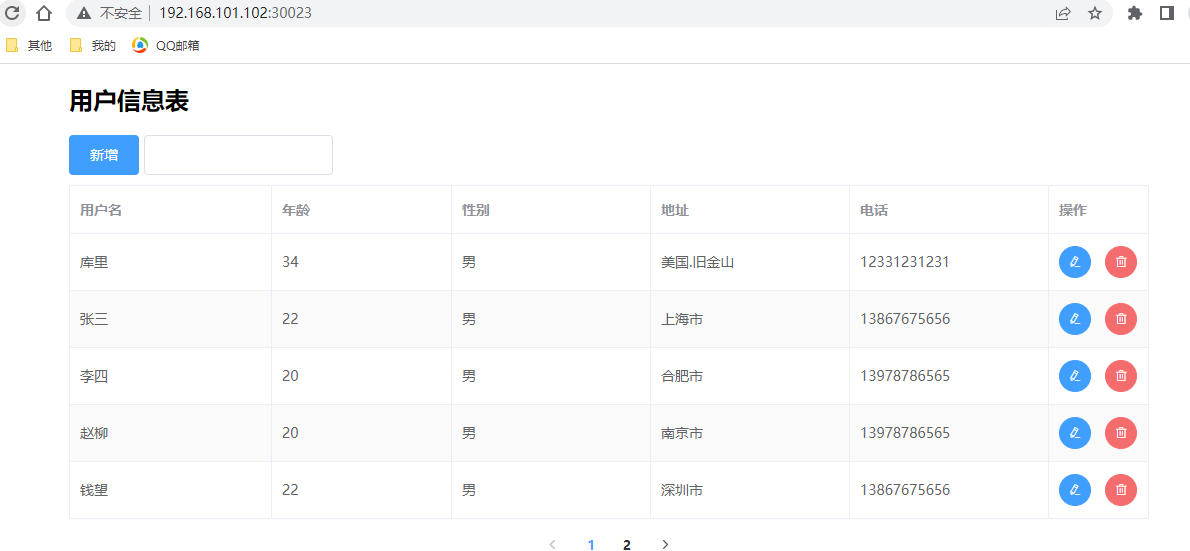 不安全 192.168.101.102:30023
其他 我的 QQ邮箱
用户信息表
新增
用户名 年龄 性别 地址 电话 操作
库里 34 男 美国.旧金山 12331231231
张三 22 男 上海市 13867675656
李四 20 男 合肥市 13978786565
赵柳 20 男 南京市 13978786565
钱望 22 男 深圳市 13867675656
1 2